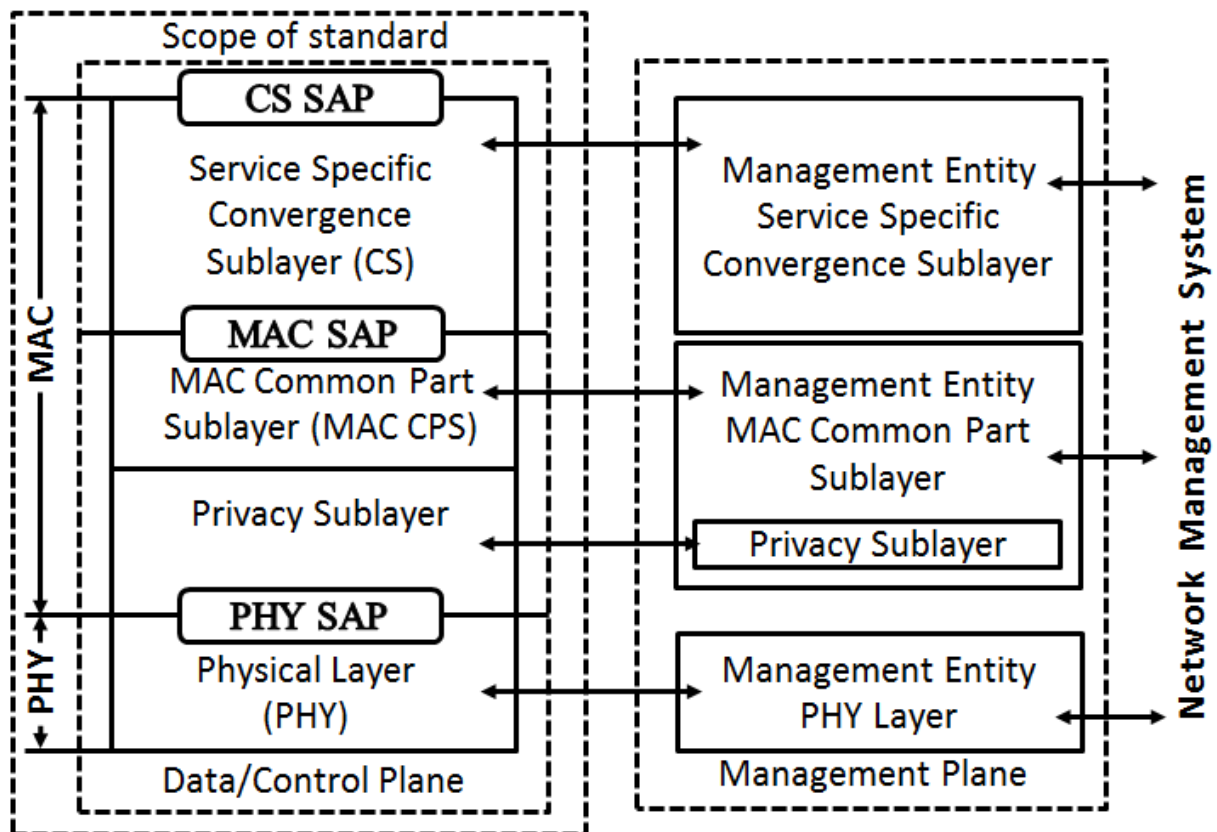 Scope of standard
CS SAP
Service Specific
Convergence
Sublayer (CS)
MAC SAP
MAC Common Part
Sublayer (MAC CPS)
Privacy Sublayer
PHY SAP
Physical Layer
(PHY)
Data/Control Plane
MAC
PHY
Management Entity
Service Specific
Convergence Sublayer
Management Entity
MAC Common Part
Sublayer
Privacy Sublayer
Management Entity
PHY Layer
Management Plane
Network Management System